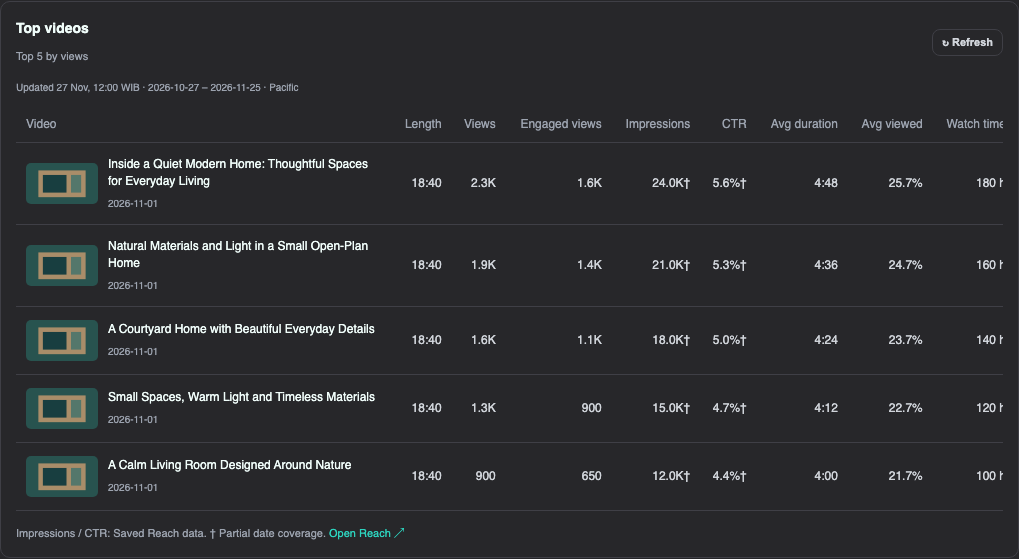 Top videos
Top 5 by views
↻ Refresh
Updated 27 Nov, 12:00 WIB · 2026-10-27 – 2026-11-25 · Pacific
Video Length Views Engaged views Impressions CTR Avg duration Avg viewed Watch time
Inside a Quiet Modern Home: Thoughtful Spaces
for Everyday Living
2026-11-01
18:40 2.3K 1.6K 24.0K† 5.6%† 4:48 25.7% 180 h
Natural Materials and Light in a Small Open-Plan
Home
2026-11-01
18:40 1.9K 1.4K 21.0K† 5.3%† 4:36 24.7% 160 h
A Courtyard Home with Beautiful Everyday Details
2026-11-01
18:40 1.6K 1.1K 18.0K† 5.0%† 4:24 23.7% 140 h
Small Spaces, Warm Light and Timeless Materials
2026-11-01
18:40 1.3K 900 15.0K† 4.7%† 4:12 22.7% 120 h
A Calm Living Room Designed Around Nature
2026-11-01
18:40 900 650 12.0K† 4.4%† 4:00 21.7% 100 h
Impressions / CTR: Saved Reach data. † Partial date coverage. Open Reach ↗